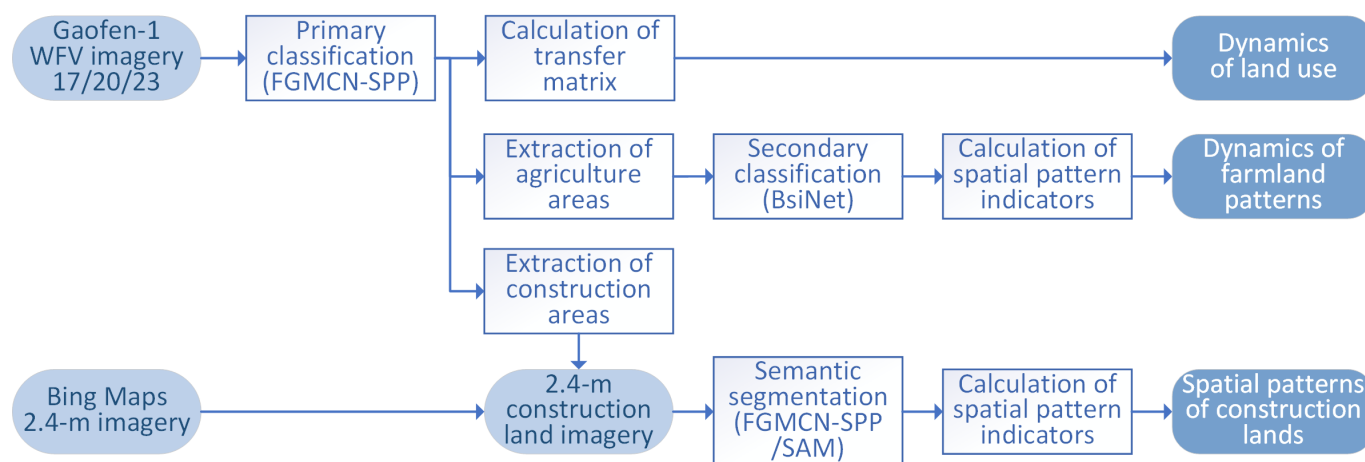 Gaofen-1
WFV imagery
17/20/23
Primary
classification
(FGMCN-SPP)
Calculation of
transfer
matrix
Dynamics
of land use
Extraction of
agriculture
areas
Secondary
classification
(BsiNet)
Calculation of
spatial pattern
indicators
Dynamics of
farmland
patterns
Extraction of
construction
areas
Bing Maps
2.4-m imagery
2.4-m
construction
land imagery
Semantic
segmentation
(FGMCN-SPP
/SAM)
Calculation of
spatial pattern
indicators
Spatial patterns
of construction
lands